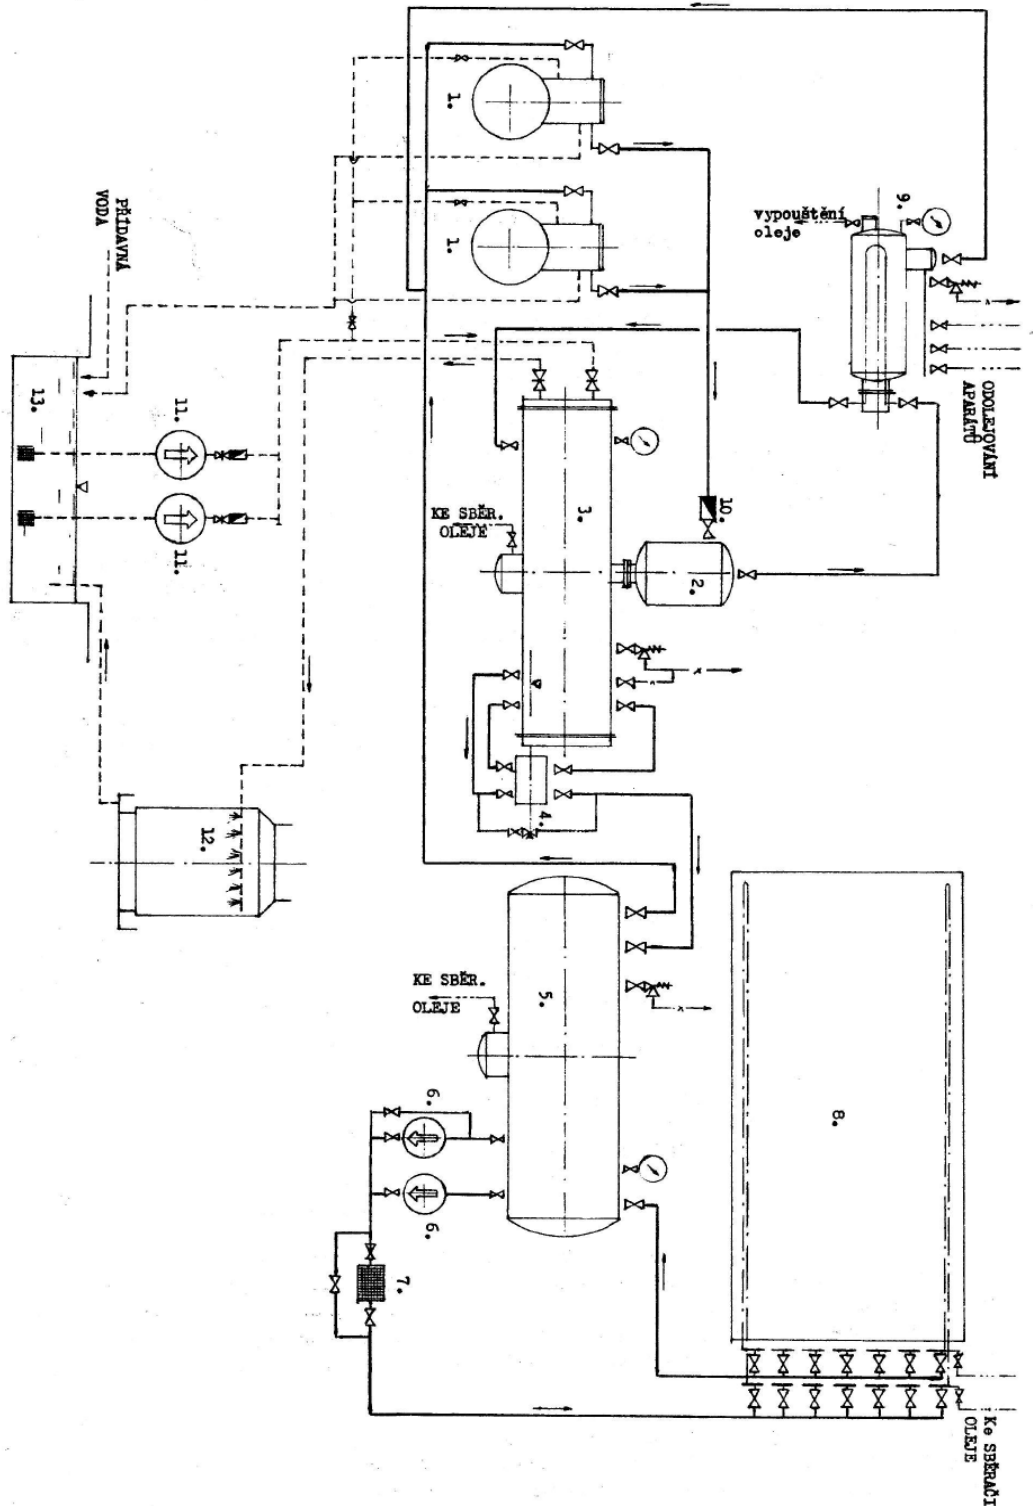 1.
1.
PŘÍDAVNÁ
VODA
9.
vypouštění
oleje
ODOLEJOVÁNÍ
APARÁTŮ
13.
11.
11.
3.
KE SBĚR.
OLEJE
10.
2.
4.
12.
5.
KE SBĚR.
OLEJE
6.
6.
7.
8.
Ke SBĚRAČI
OLEJE